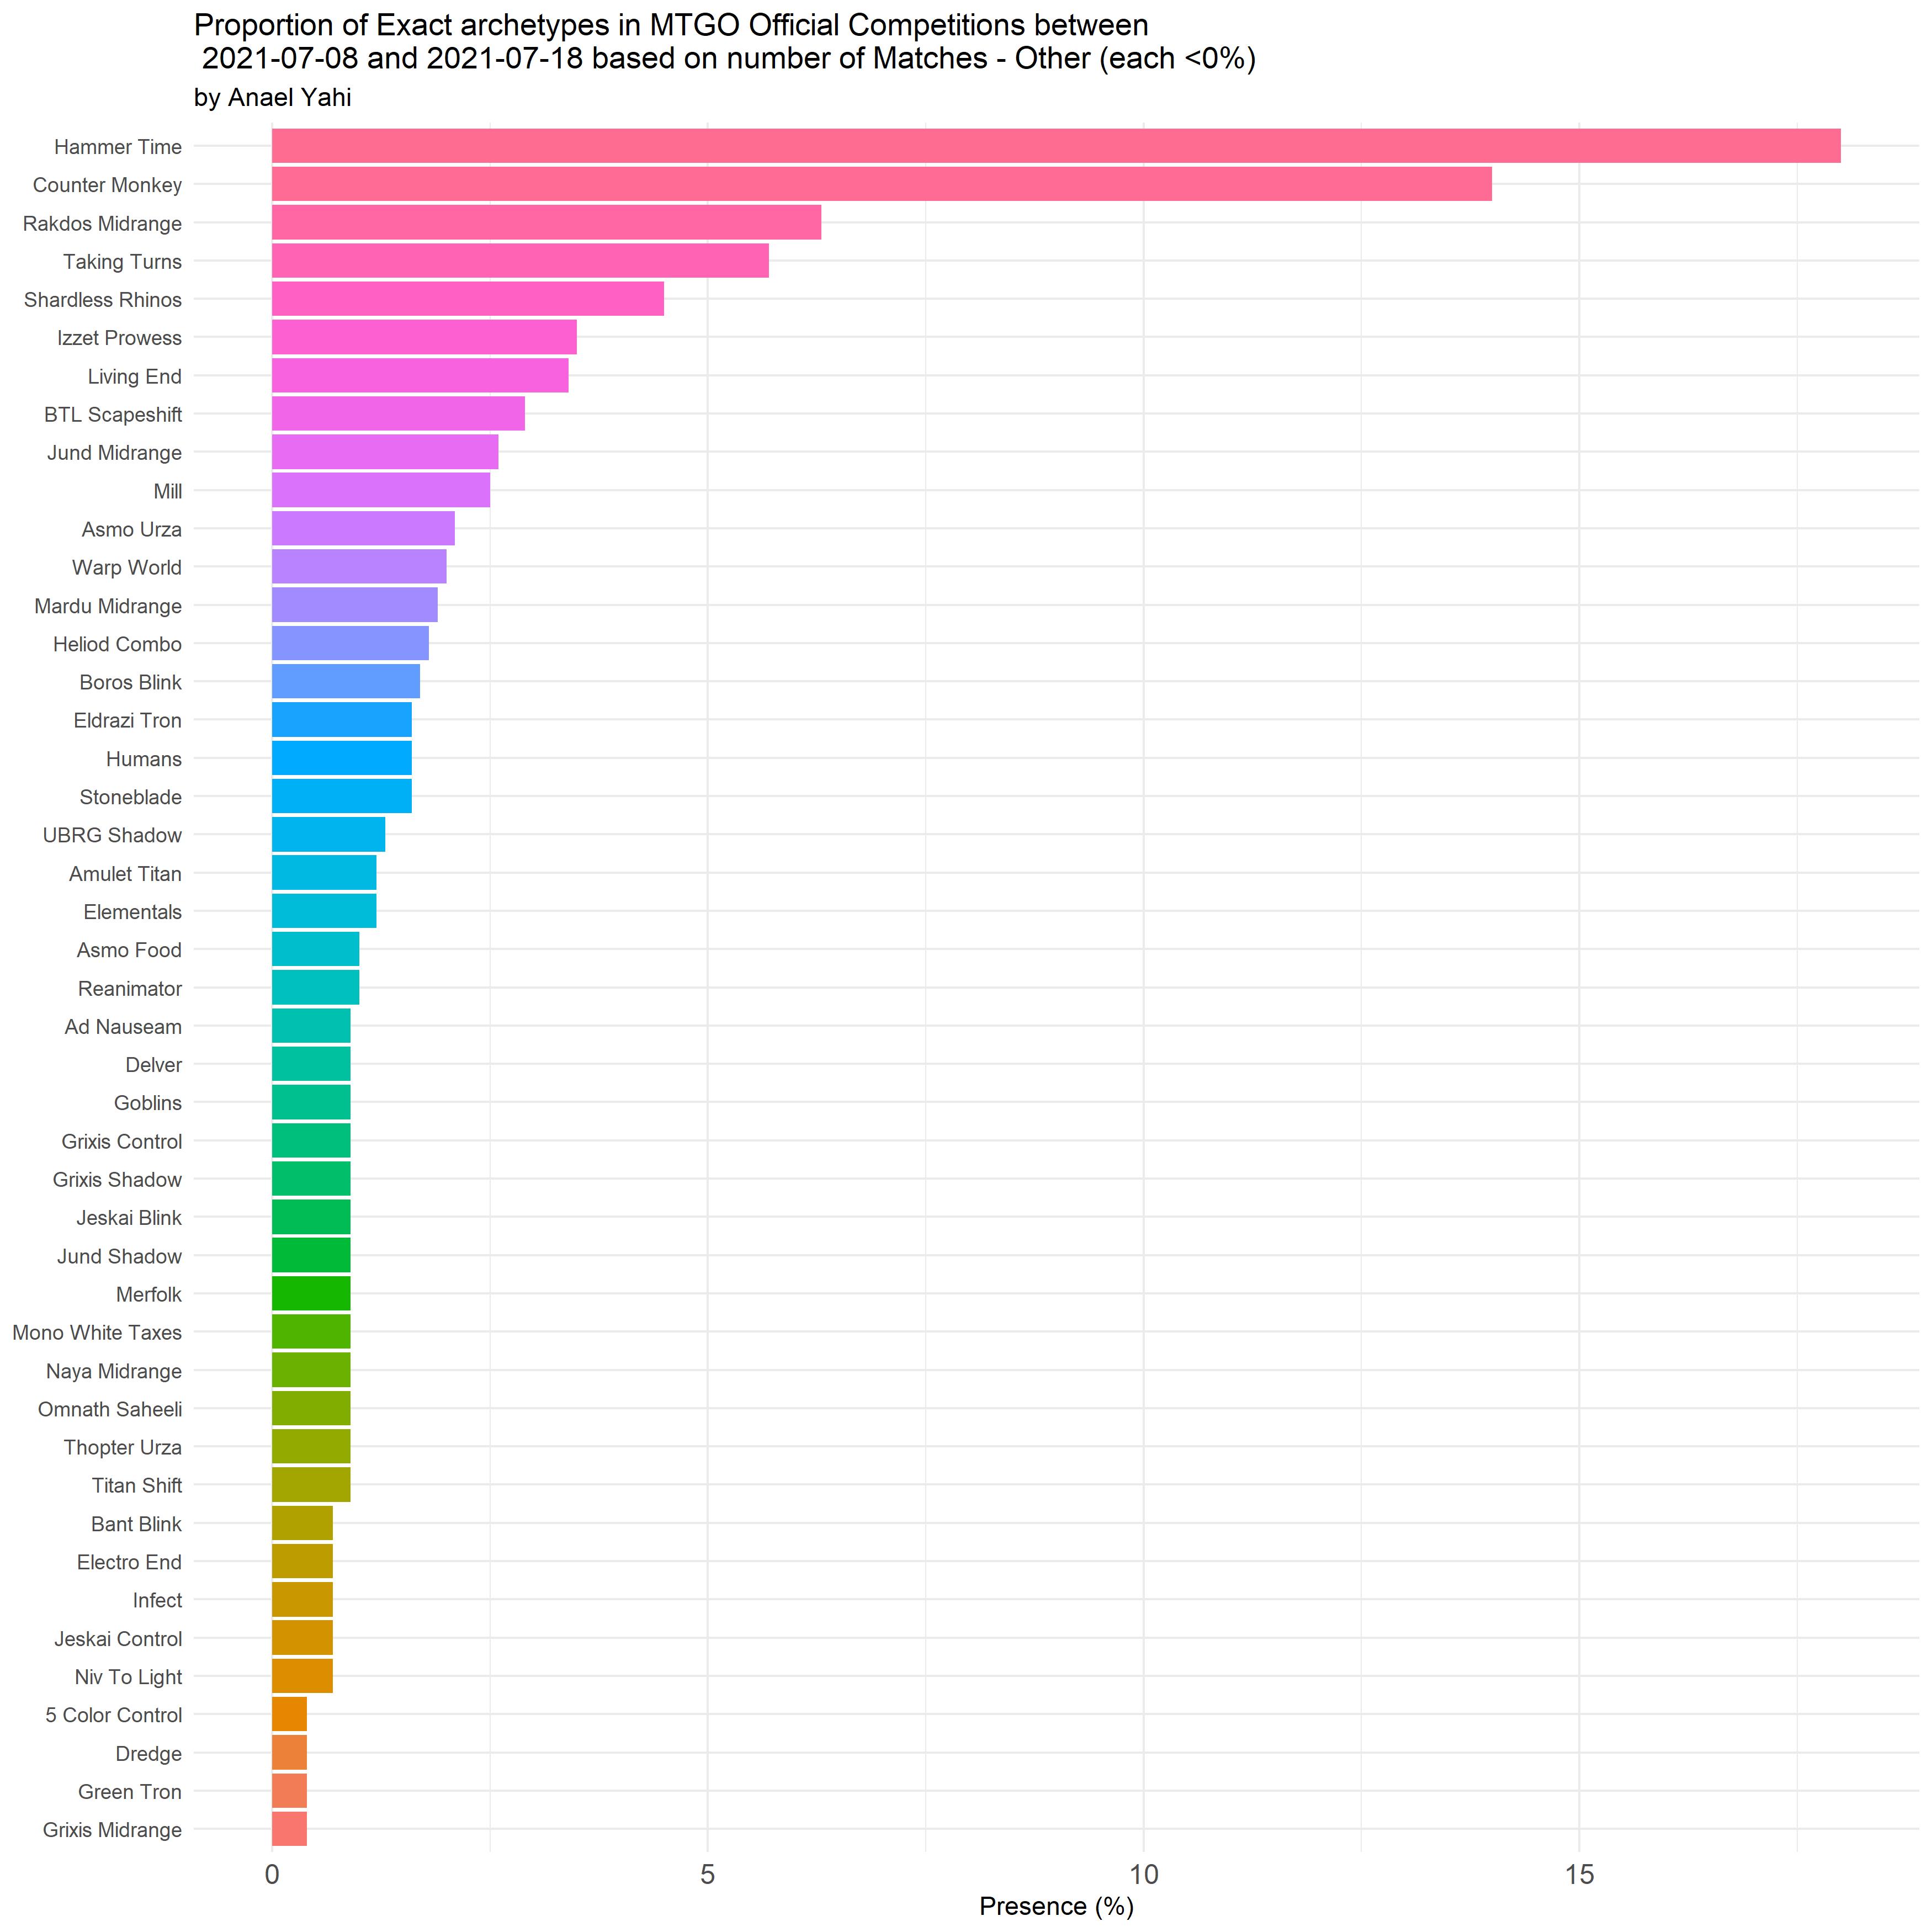 Proportion of Exact archetypes in MTGO Official Competitions between
2021-07-08 and 2021-07-18 based on number of Matches - Other (each <0%)
by Anael Yahi
Hammer Time
Counter Monkey
Rakdos Midrange
Taking Turns
Shardless Rhinos
Izzet Prowess
Living End
BTL Scapeshift
Jund Midrange
Mill
Asmo Urza
Warp World
Mardu Midrange
Heliod Combo
Boros Blink
Eldrazi Tron
Humans
Stoneblade
UBRG Shadow
Amulet Titan
Elementals
Asmo Food
Reanimator
Ad Nauseam
Delver
Goblins
Grixis Control
Grixis Shadow
Jeskai Blink
Jund Shadow
Merfolk
Mono White Taxes
Naya Midrange
Omnath Saheeli
Thopter Urza
Titan Shift
Bant Blink
Electro End
Infect
Jeskai Control
Niv To Light
5 Color Control
Dredge
Green Tron
Grixis Midrange
0 5 10 15
Presence (%)